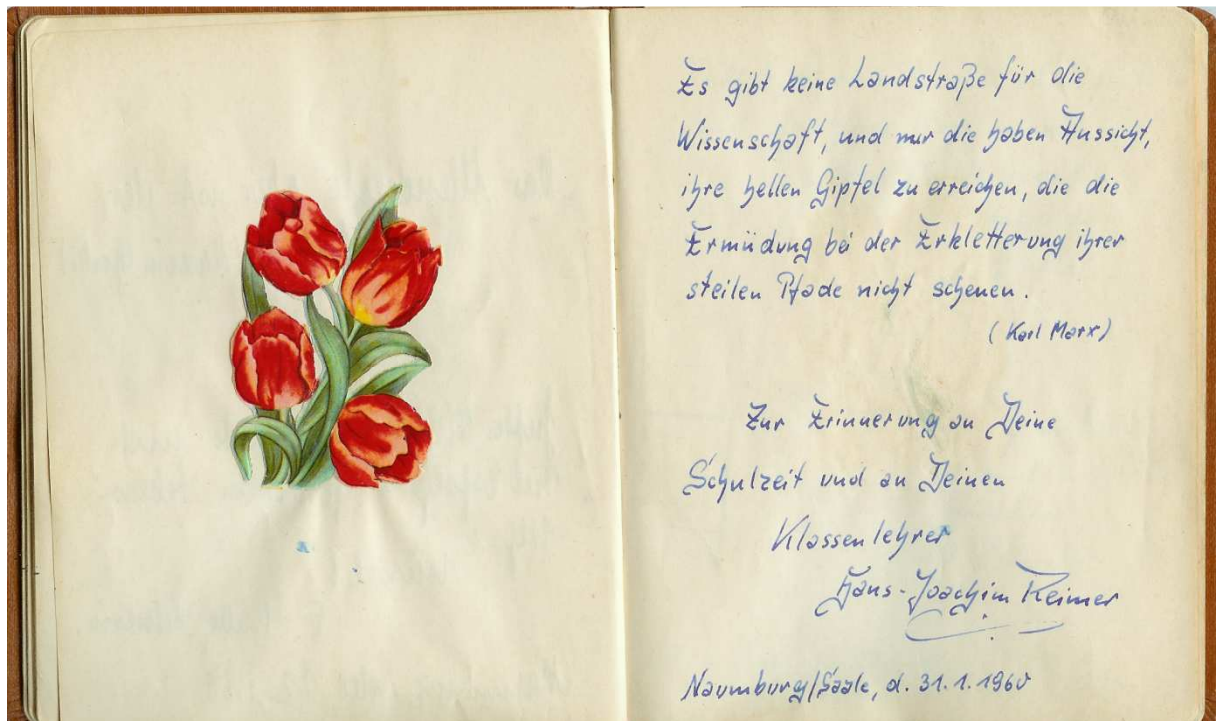 Es gibt keine Landstraße für die
Wissenschaft, und nur die haben Aussicht,
ihre hellen Gipfel zu erreichen, die die
Ermüdung bei der Erkletterung ihrer
steilen Pfade nicht scheuen.
(Karl Marx)
Zur Erinnerung an Deine
Schulzeit und an Deinen
Klassenlehrer
Hans-Joachim Reimer
Naumburg/Saale, d. 31.1.1960